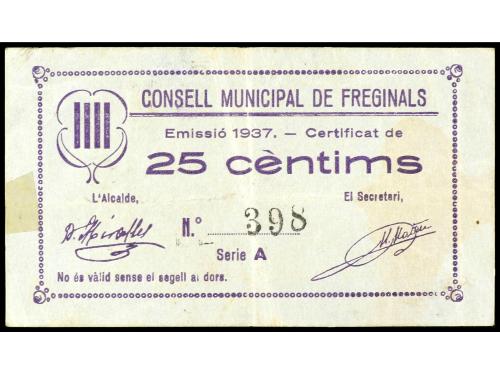 CONSELL MUNICIPAL DE FREGINALS
Emissió 1937. — Certificat de
25 cèntims
L'Alcalde,
El Secretari,
N.º 398
Serie A
No és vàlid sense el segell al dors.